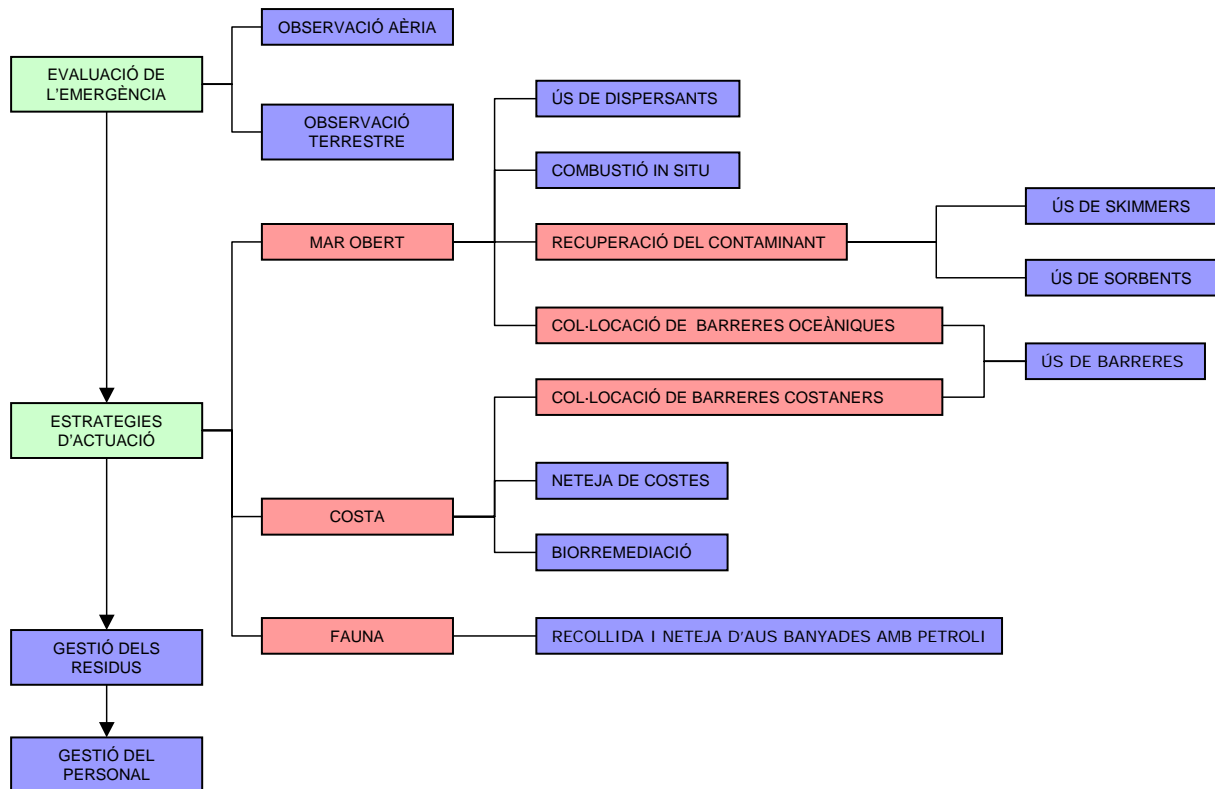 OBSERVACIÓ AÈRIA
EVALUACIÓ DE
L'EMERGÈNCIA
OBSERVACIÓ
TERRESTRE
ÚS DE DISPERSANTS
COMBUSTIÓ IN SITU
MAR OBERT
RECUPERACIÓ DEL CONTAMINANT
ÚS DE SKIMMERS
ÚS DE SORBENTS
COL·LOCACIÓ DE BARRERES OCEÀNIQUES
ÚS DE BARRERES
COL·LOCACIÓ DE BARRERES COSTANERS
ESTRATEGIES
D'ACTUACIÓ
NETEJA DE COSTES
COSTA
BIORREMEDIACIÓ
FAUNA
RECOLLIDA I NETEJA D'AUS BANYADES AMB PETROLI
GESTIÓ DELS
RESIDUS
GESTIÓ DEL
PERSONAL